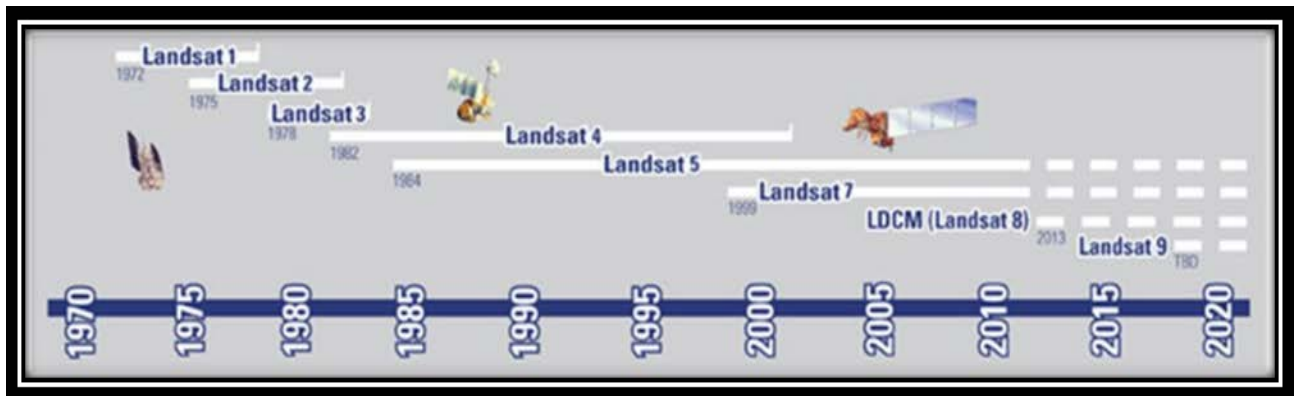 Landsat 1
1972
Landsat 2
1975
Landsat 3
1978
Landsat 4
1982
Landsat 5
1984
Landsat 7
1999
LDCM (Landsat 8)
2013
Landsat 9
TBD
1970
1975
1980
1985
1990
1995
2000
2005
2010
2015
2020